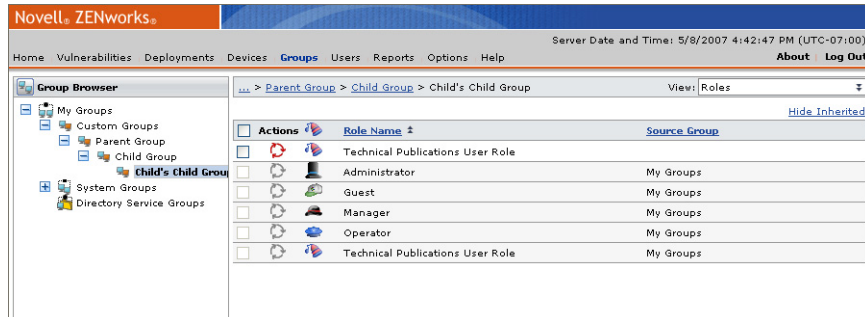 Novell® ZENworks®
Server Date and Time: 5/8/2007 4:42:47 PM (UTC-07:00)
Home Vulnerabilities Deployments Devices Groups Users Reports Options Help
About Log Out
Group Browser
My Groups
Custom Groups
Parent Group
Child Group
Child's Child Grou
System Groups
Directory Service Groups
... > Parent Group > Child Group > Child's Child Group
View: Roles
Hide Inherited
Actions Role Name Source Group
Technical Publications User Role
Administrator My Groups
Guest My Groups
Manager My Groups
Operator My Groups
Technical Publications User Role My Groups